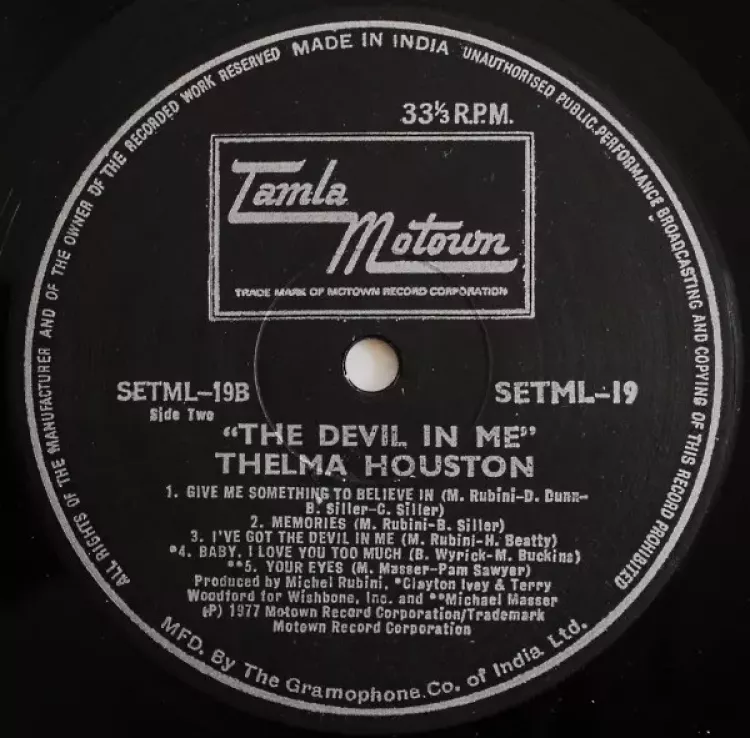 ALL RIGHTS OF THE MANUFACTURER AND OF THE OWNER OF THE RECORDED WORK RESERVED MADE IN INDIA UNAUTHORISED PUBLIC PERFORMANCE BROADCASTING AND COPYING OF THIS RECORD PROHIBITED
33⅓ R.P.M.
Tamla
Motown
TRADE MARK OF MOTOWN RECORD CORPORATION
SETML-19B SETML-19
Side Two
"THE DEVIL IN ME"
THELMA HOUSTON
1. GIVE ME SOMETHING TO BELIEVE IN (M. Rubini-D. Dunn-
B. Siller-C. Siller)
2. MEMORIES (M. Rubini-B. Siller)
3. I'VE GOT THE DEVIL IN ME (M. Rubini-H. Beatty)
*4. BABY, I LOVE YOU TOO MUCH (B. Wyrick-M. Buckins)
**5. YOUR EYES (M. Masser-Pam Sawyer)
Produced by Michel Rubini, *Clayton Ivey & Terry
Woodford for Wishbone, Inc. and **Michael Masser
(P) 1977 Motown Record Corporation/Trademark
Motown Record Corporation
MFD. By The Gramophone.Co. of India Ltd.